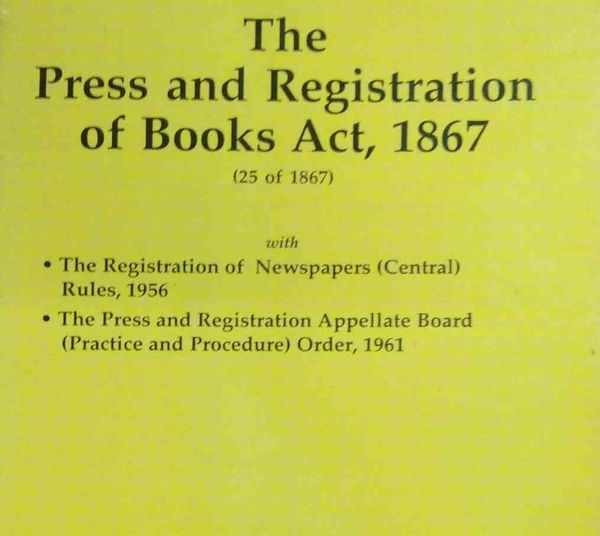 The
Press and Registration
of Books Act, 1867
(25 of 1867)
with
• The Registration of Newspapers (Central)
Rules, 1956
• The Press and Registration Appellate Board
(Practice and Procedure) Order, 1961